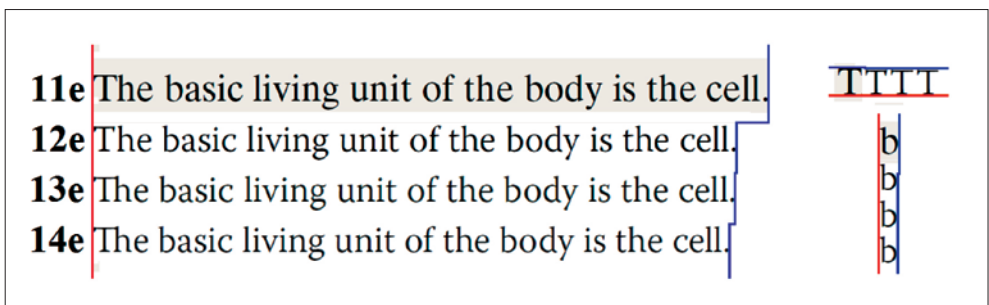 11e The basic living unit of the body is the cell.
TTTT
12e The basic living unit of the body is the cell.
b
13e The basic living unit of the body is the cell.
b
b
14e The basic living unit of the body is the cell.
b